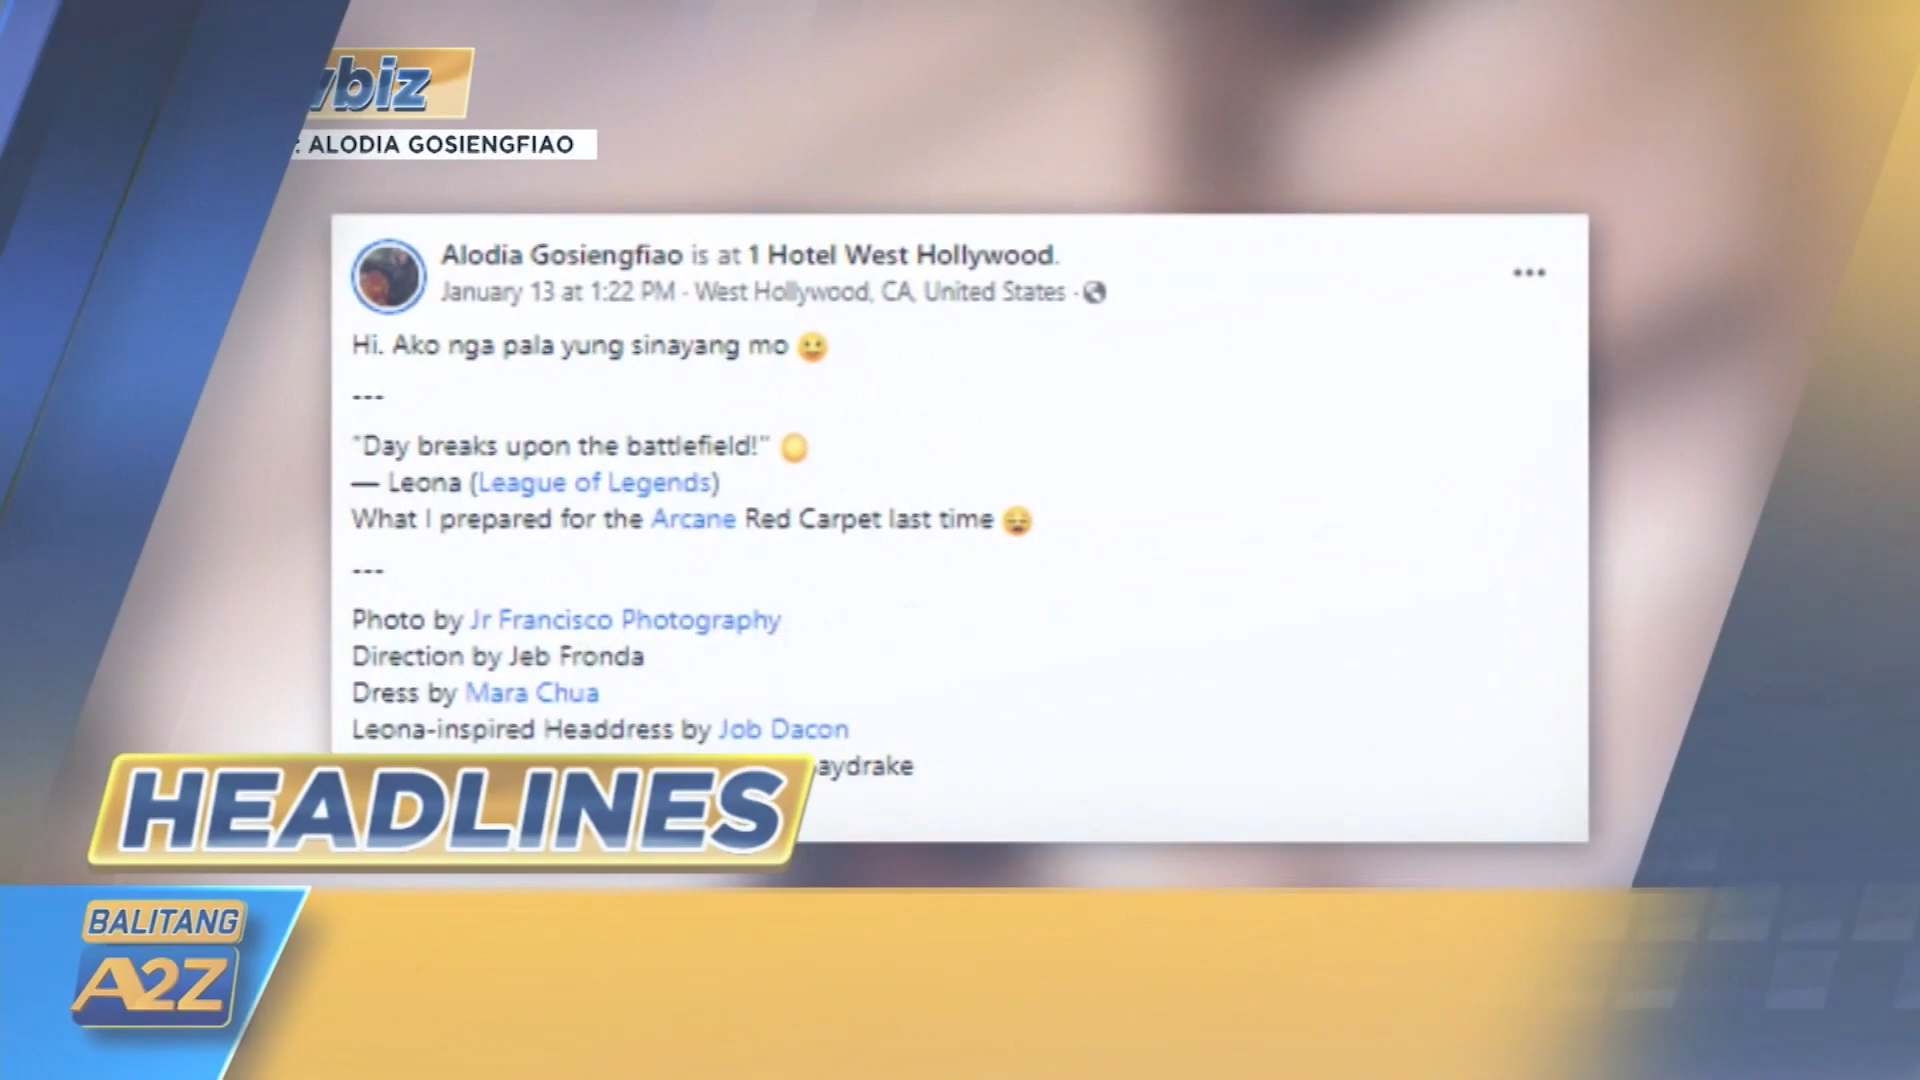 vbiz
: ALODIA GOSIENGFIAO
Alodia Gosiengfiao is at 1 Hotel West Hollywood.
January 13 at 1:22 PM · West Hollywood, CA, United States ·
Hi. Ako nga pala yung sinayang mo 😛
---
"Day breaks upon the battlefield!"
— Leona (League of Legends)
What I prepared for the Arcane Red Carpet last time
---
Photo by Jr Francisco Photography
Direction by Jeb Fronda
Dress by Mara Chua
Leona-inspired Headdress by Job Dacon
aydrake
HEADLINES
BALITANG
A2Z